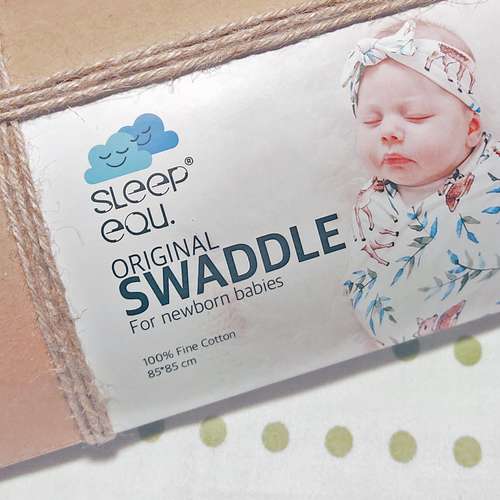 SLEEP®
EQU.
ORIGINAL
SWADDLE
For newborn babies
100% Fine Cotton
85*85 cm